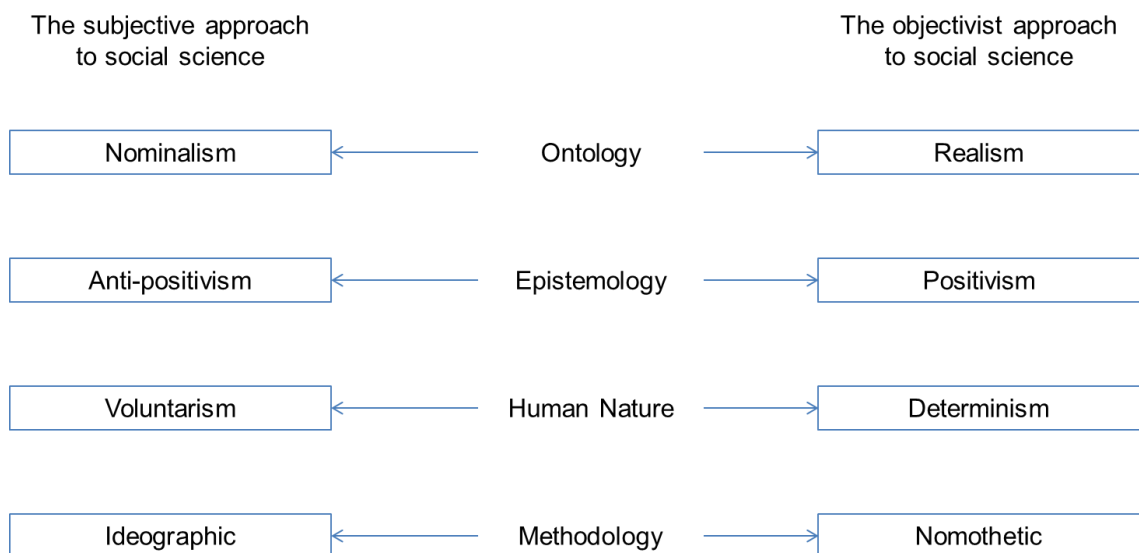 The subjective approach
to social science
The objectivist approach
to social science
Nominalism
Ontology
Realism
Anti-positivism
Epistemology
Positivism
Voluntarism
Human Nature
Determinism
Ideographic
Methodology
Nomothetic